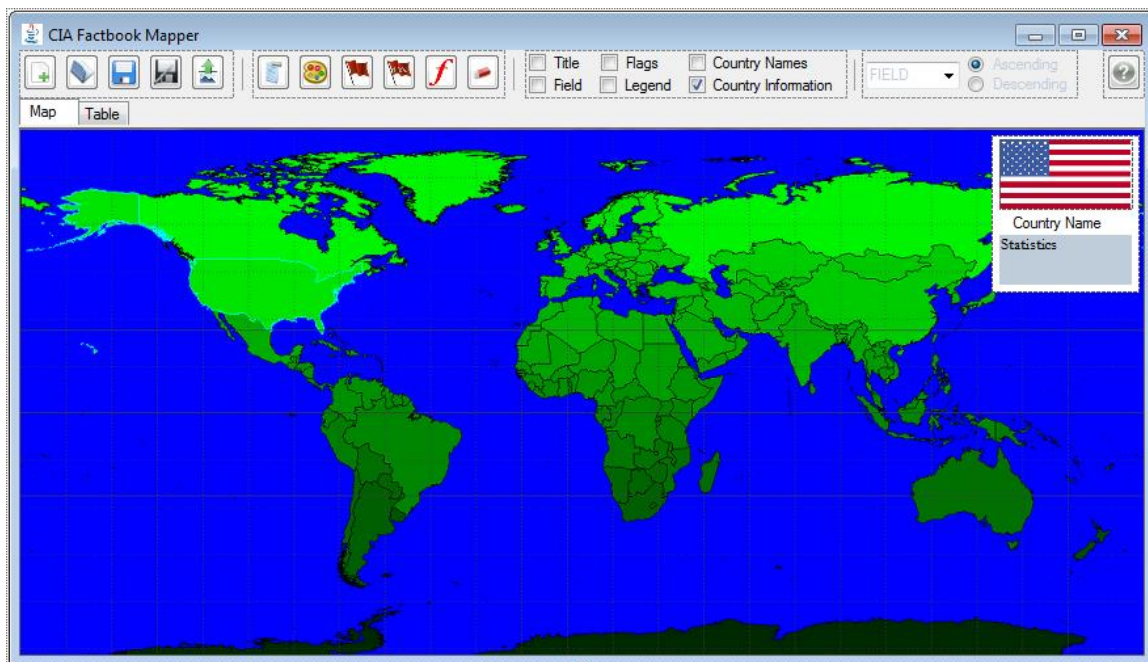 CIA Factbook Mapper
Title Flags Country Names
FIELD Ascending
Field Legend Country Information
Descending
Map Table
Country Name
Statistics